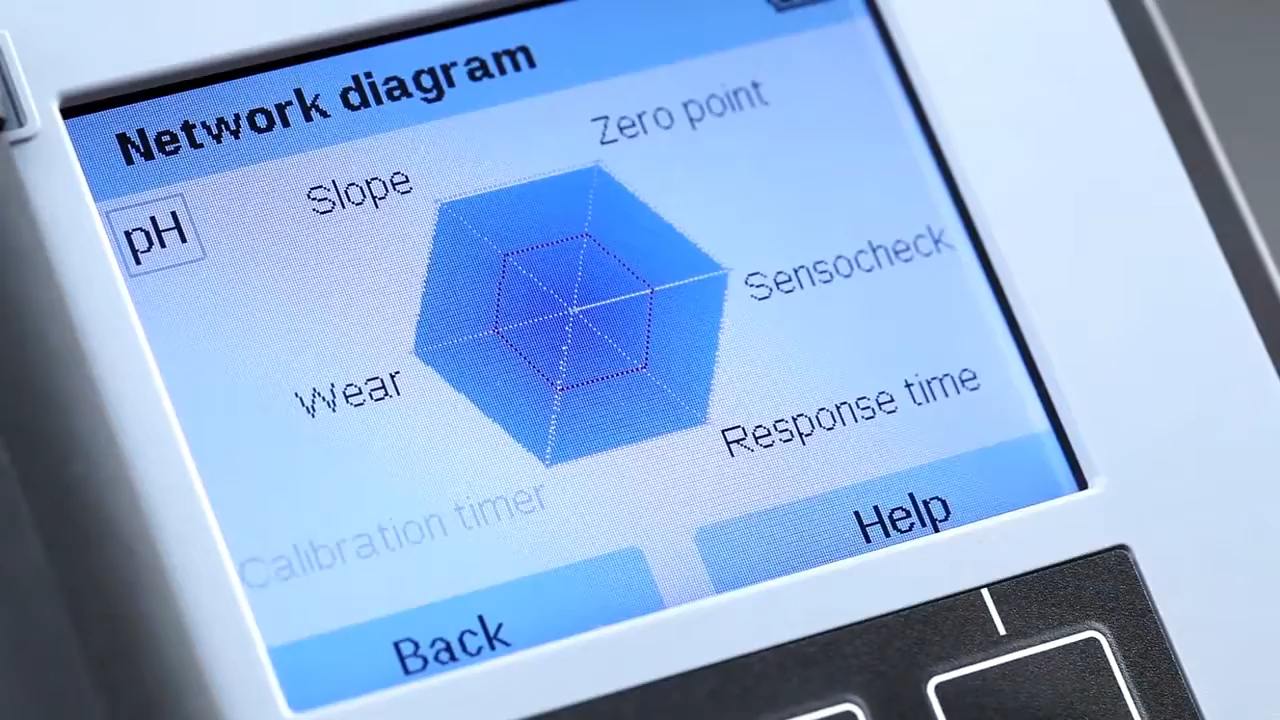 Network diagram
pH
Slope
Zero point
Sensocheck
Wear
Response time
Calibration timer
Back
Help